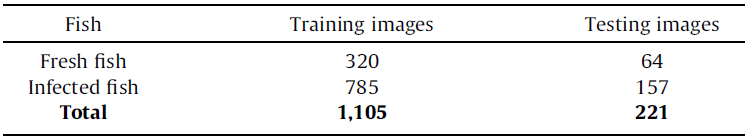 Fish Training images Testing images
Fresh fish 320 64
Infected fish 785 157
Total 1,105 221